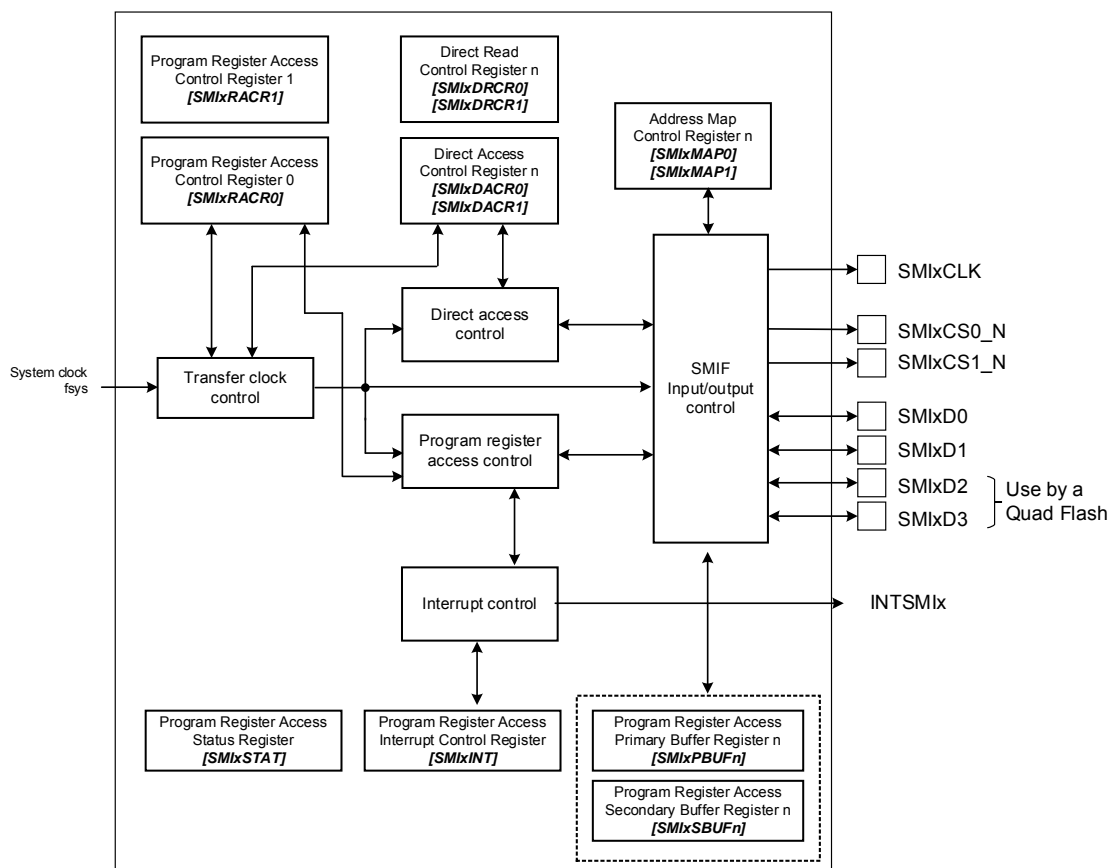 Program Register Access
Control Register 1
[SMIxRACR1]
Direct Read
Control Register n
[SMIxDRCR0]
[SMIxDRCR1]
Address Map
Control Register n
[SMIxMAP0]
[SMIxMAP1]
Program Register Access
Control Register 0
[SMIxRACR0]
Direct Access
Control Register n
[SMIxDACR0]
[SMIxDACR1]
SMIxCLK
Direct access
control
SMIxCS0_N
SMIxCS1_N
System clock
fsys
Transfer clock
control
SMIF
Input/output
control
SMIxD0
Program register
access control
SMIxD1
SMIxD2
SMIxD3
Use by a
Quad Flash
Interrupt control
INTSMIx
Program Register Access
Status Register
[SMIxSTAT]
Program Register Access
Interrupt Control Register
[SMIxINT]
Program Register Access
Primary Buffer Register n
[SMIxPBUFn]
Program Register Access
Secondary Buffer Register n
[SMIxSBUFn]